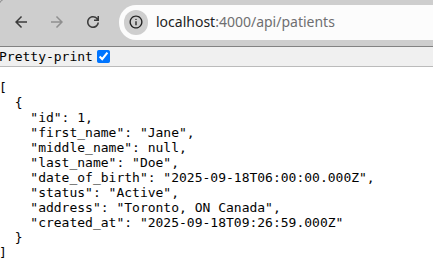 localhost:4000/api/patients
Pretty-print
[
  {
    "id": 1,
    "first_name": "Jane",
    "middle_name": null,
    "last_name": "Doe",
    "date_of_birth": "2025-09-18T06:00:00.000Z",
    "status": "Active",
    "address": "Toronto, ON Canada",
    "created_at": "2025-09-18T09:26:59.000Z"
  }
]